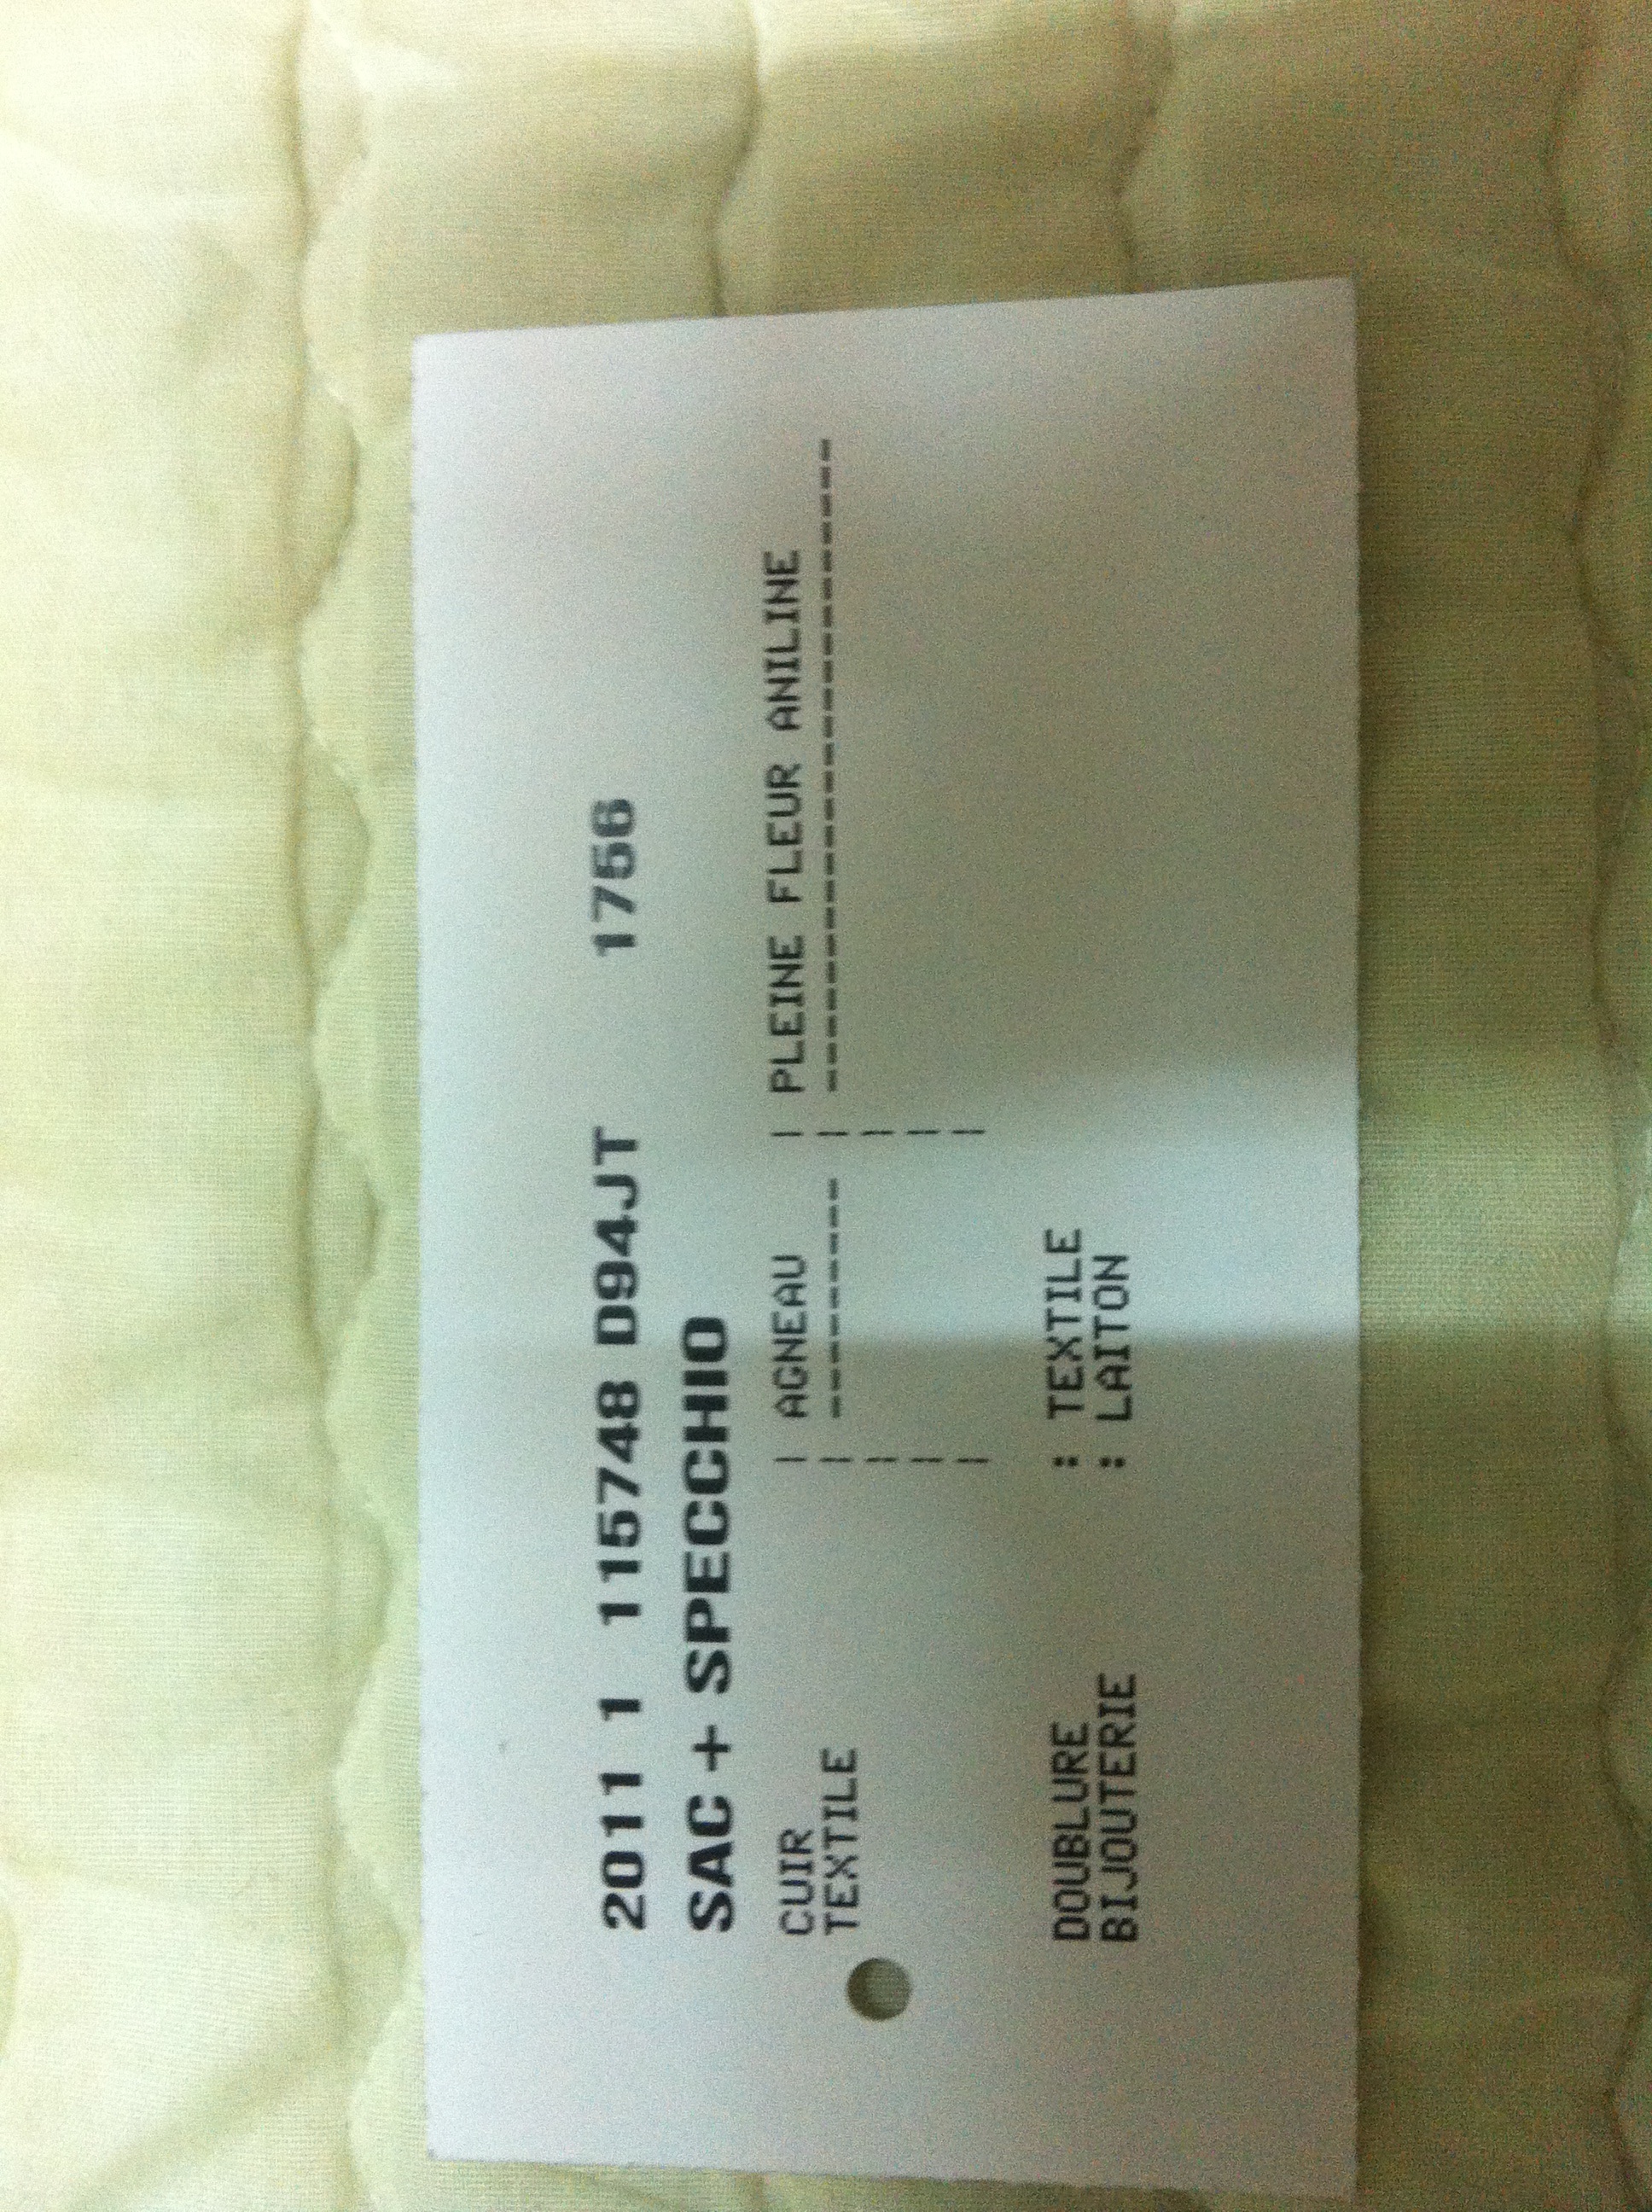 2011 1 115748 D94JT 1756
SAC + SPECCHIO
CUIR | AGNEAU | PLEINE FLEUR ANILINE
TEXTILE | --------- | -------------------------
DOUBLURE : TEXTILE
BIJOUTERIE : LAITON